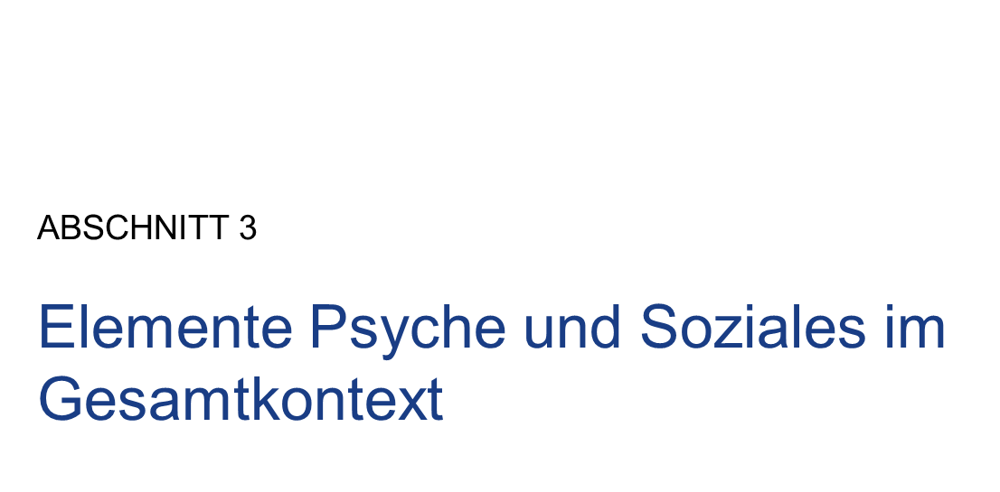 ABSCHNITT 3
Elemente Psyche und Soziales im
Gesamtkontext